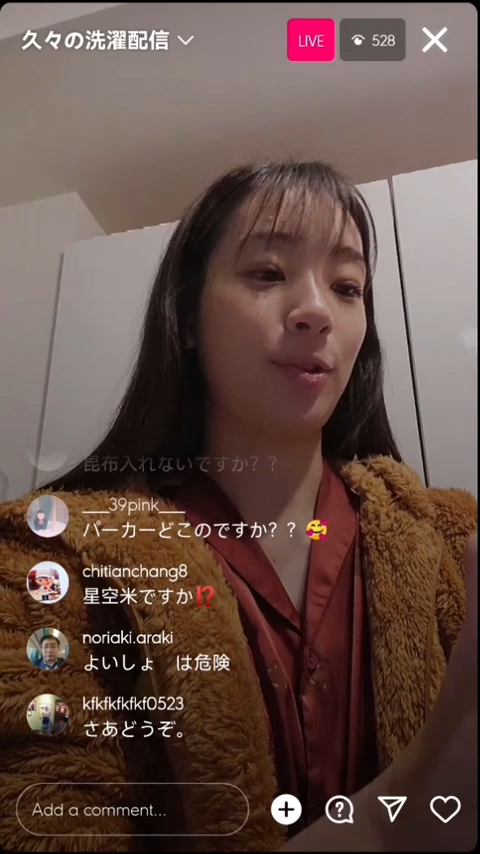 久々の洗濯配信
LIVE
528
昆布入れないですか？？
___39pink___
パーカーどこのですか？？🥰
chitianchang8
星空米ですか⁉️
noriaki.araki
よいしょ　は危険
kfkfkfkfkf0523
さあどうぞ。
Add a comment...